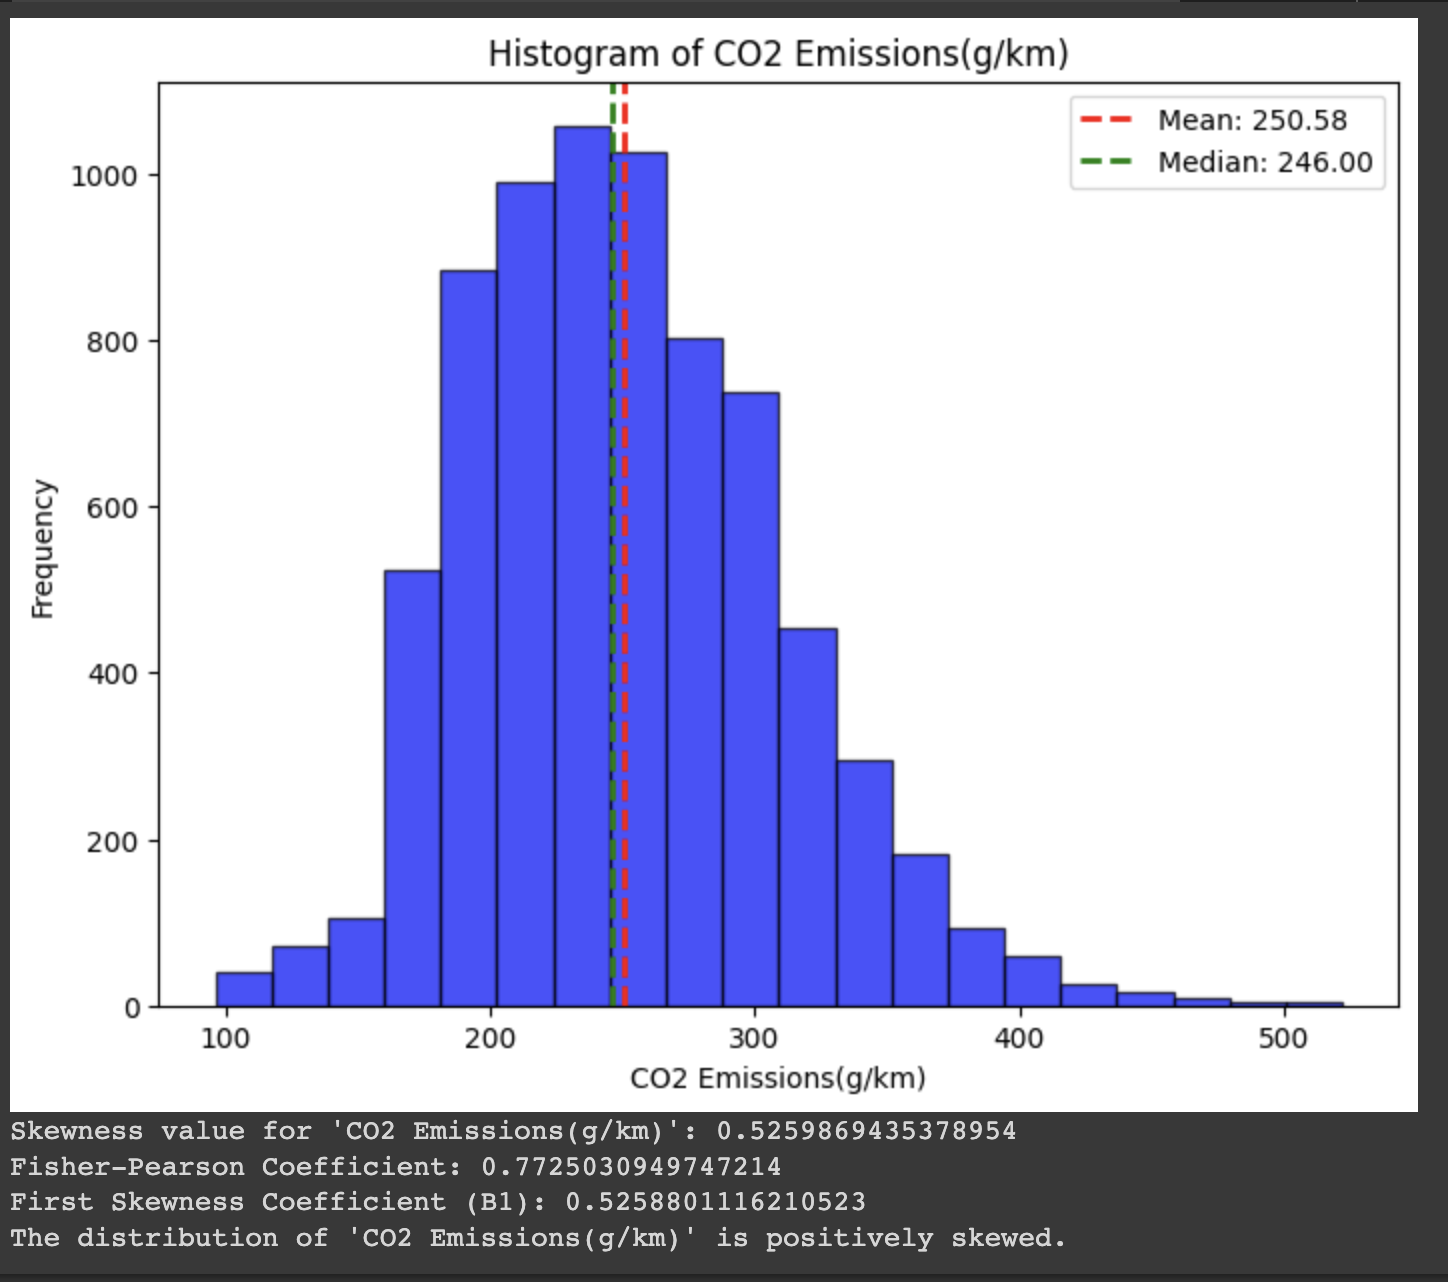 Histogram of CO2 Emissions(g/km)
Mean: 250.58
Median: 246.00
1000
800
600
400
200
0
Frequency
100 200 300 400 500
CO2 Emissions(g/km)
Skewness value for 'CO2 Emissions(g/km)': 0.5259869435378954
Fisher-Pearson Coefficient: 0.7725030949747214
First Skewness Coefficient (B1): 0.5258801116210523
The distribution of 'CO2 Emissions(g/km)' is positively skewed.